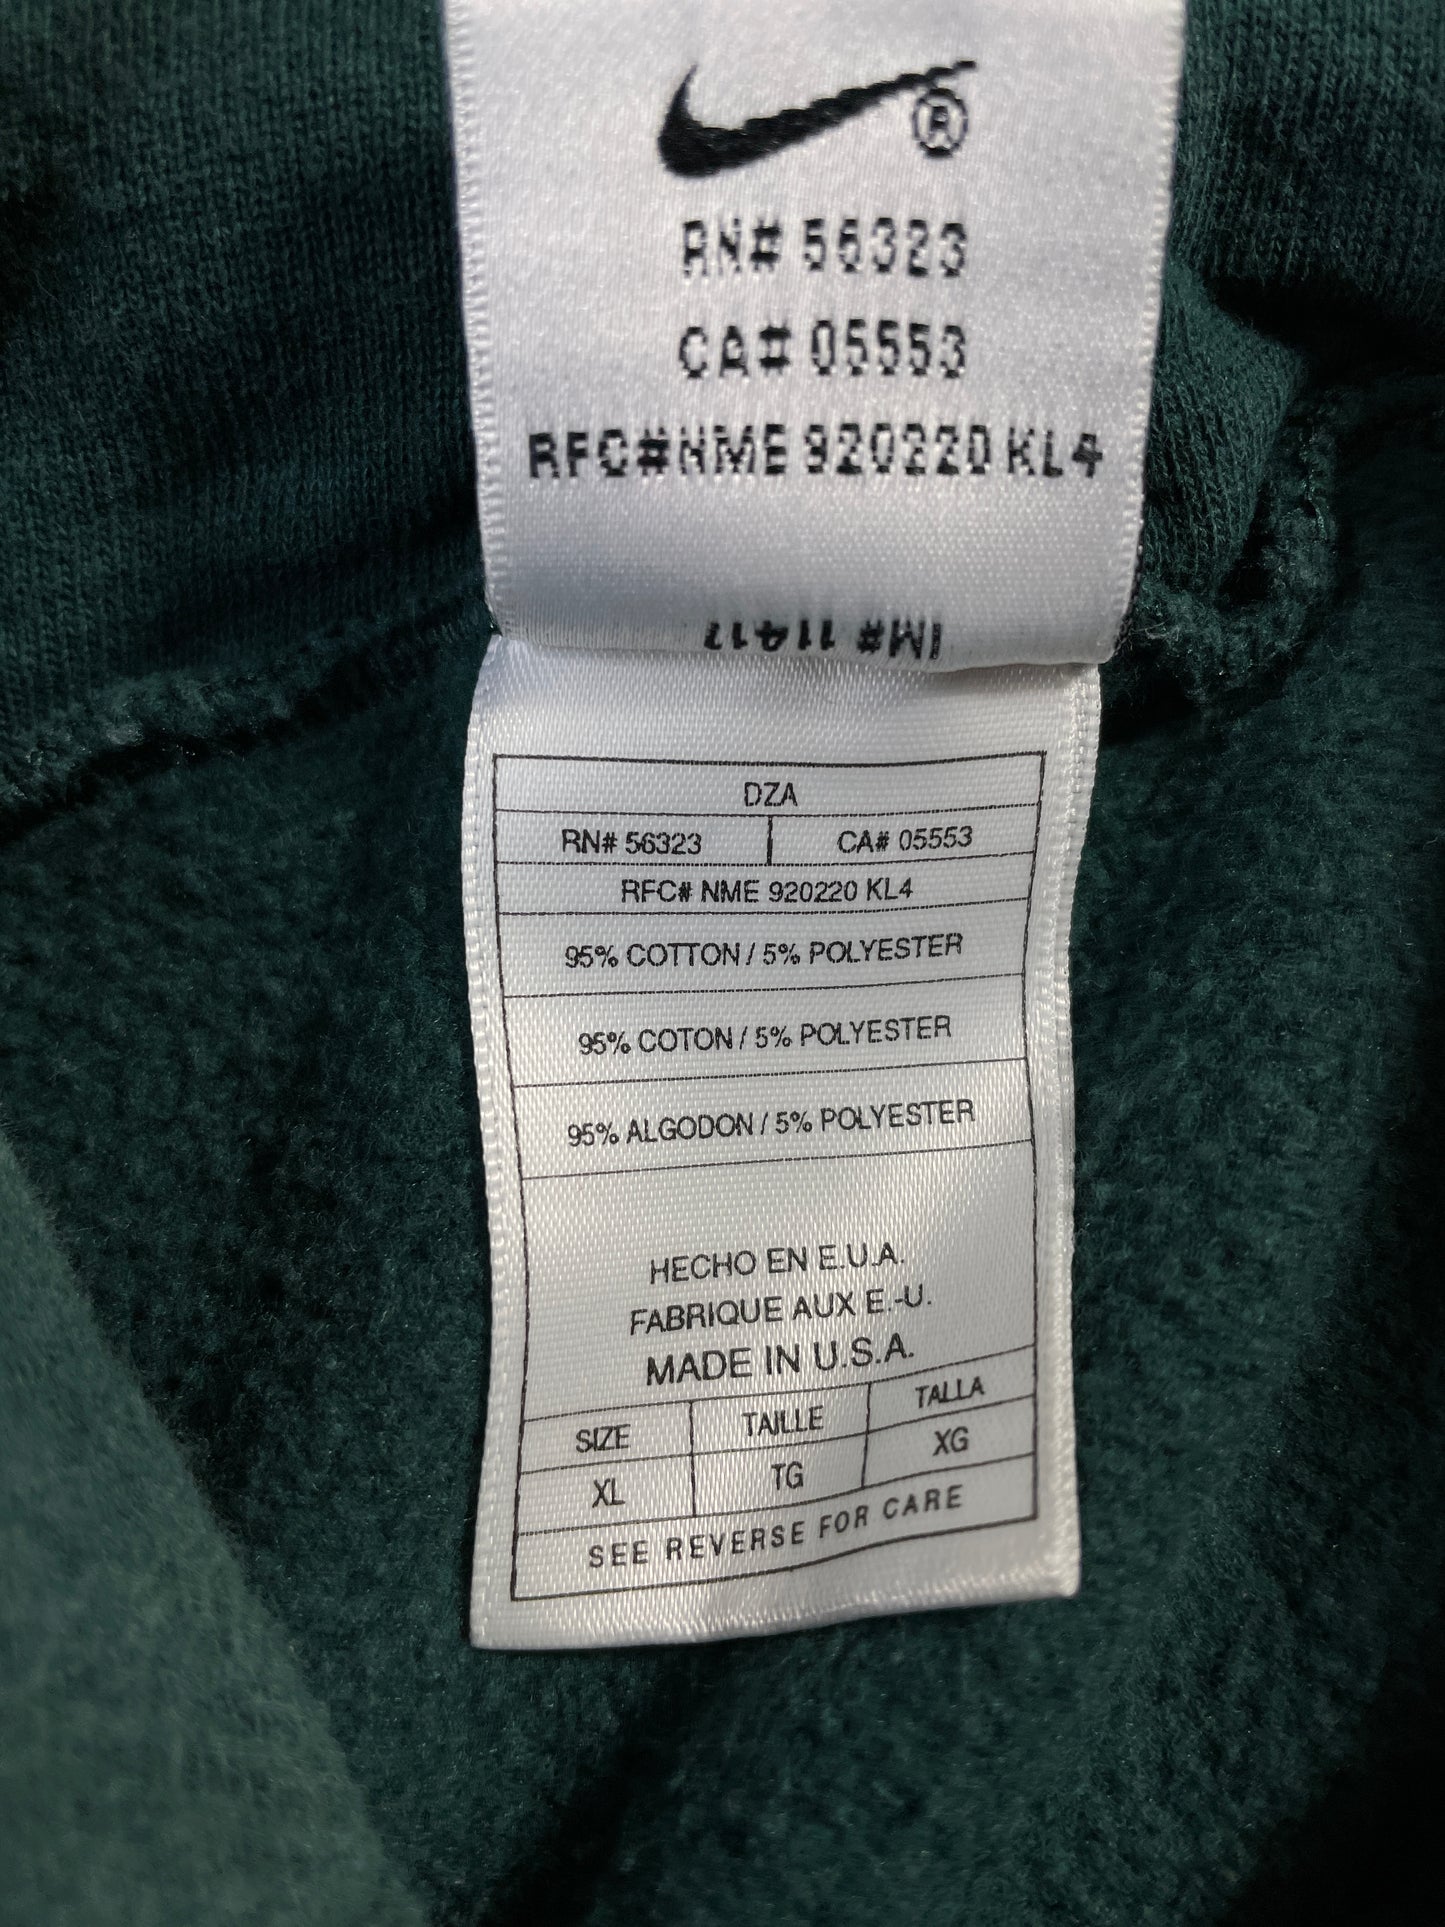 ®
RN# 56323
CA# 05553
RFC#NME 920220 KL4
IM# 11417
DZA
RN# 56323 CA# 05553
RFC# NME 920220 KL4
95% COTTON / 5% POLYESTER
95% COTON / 5% POLYESTER
95% ALGODON / 5% POLYESTER
HECHO EN E.U.A.
FABRIQUE AUX E.-U.
MADE IN U.S.A.
SIZE TAILLE TALLA
XL TG XG
SEE REVERSE FOR CARE